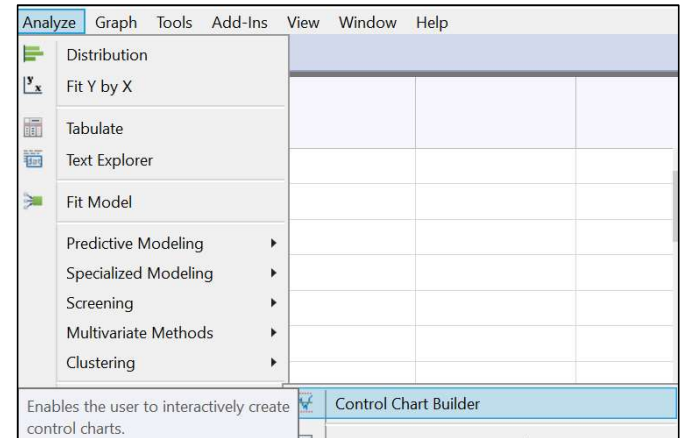 Analyze Graph Tools Add-Ins View Window Help
Distribution
Fit Y by X
Tabulate
Text Explorer
Fit Model
Predictive Modeling
Specialized Modeling
Screening
Multivariate Methods
Clustering
Control Chart Builder
Enables the user to interactively create
control charts.